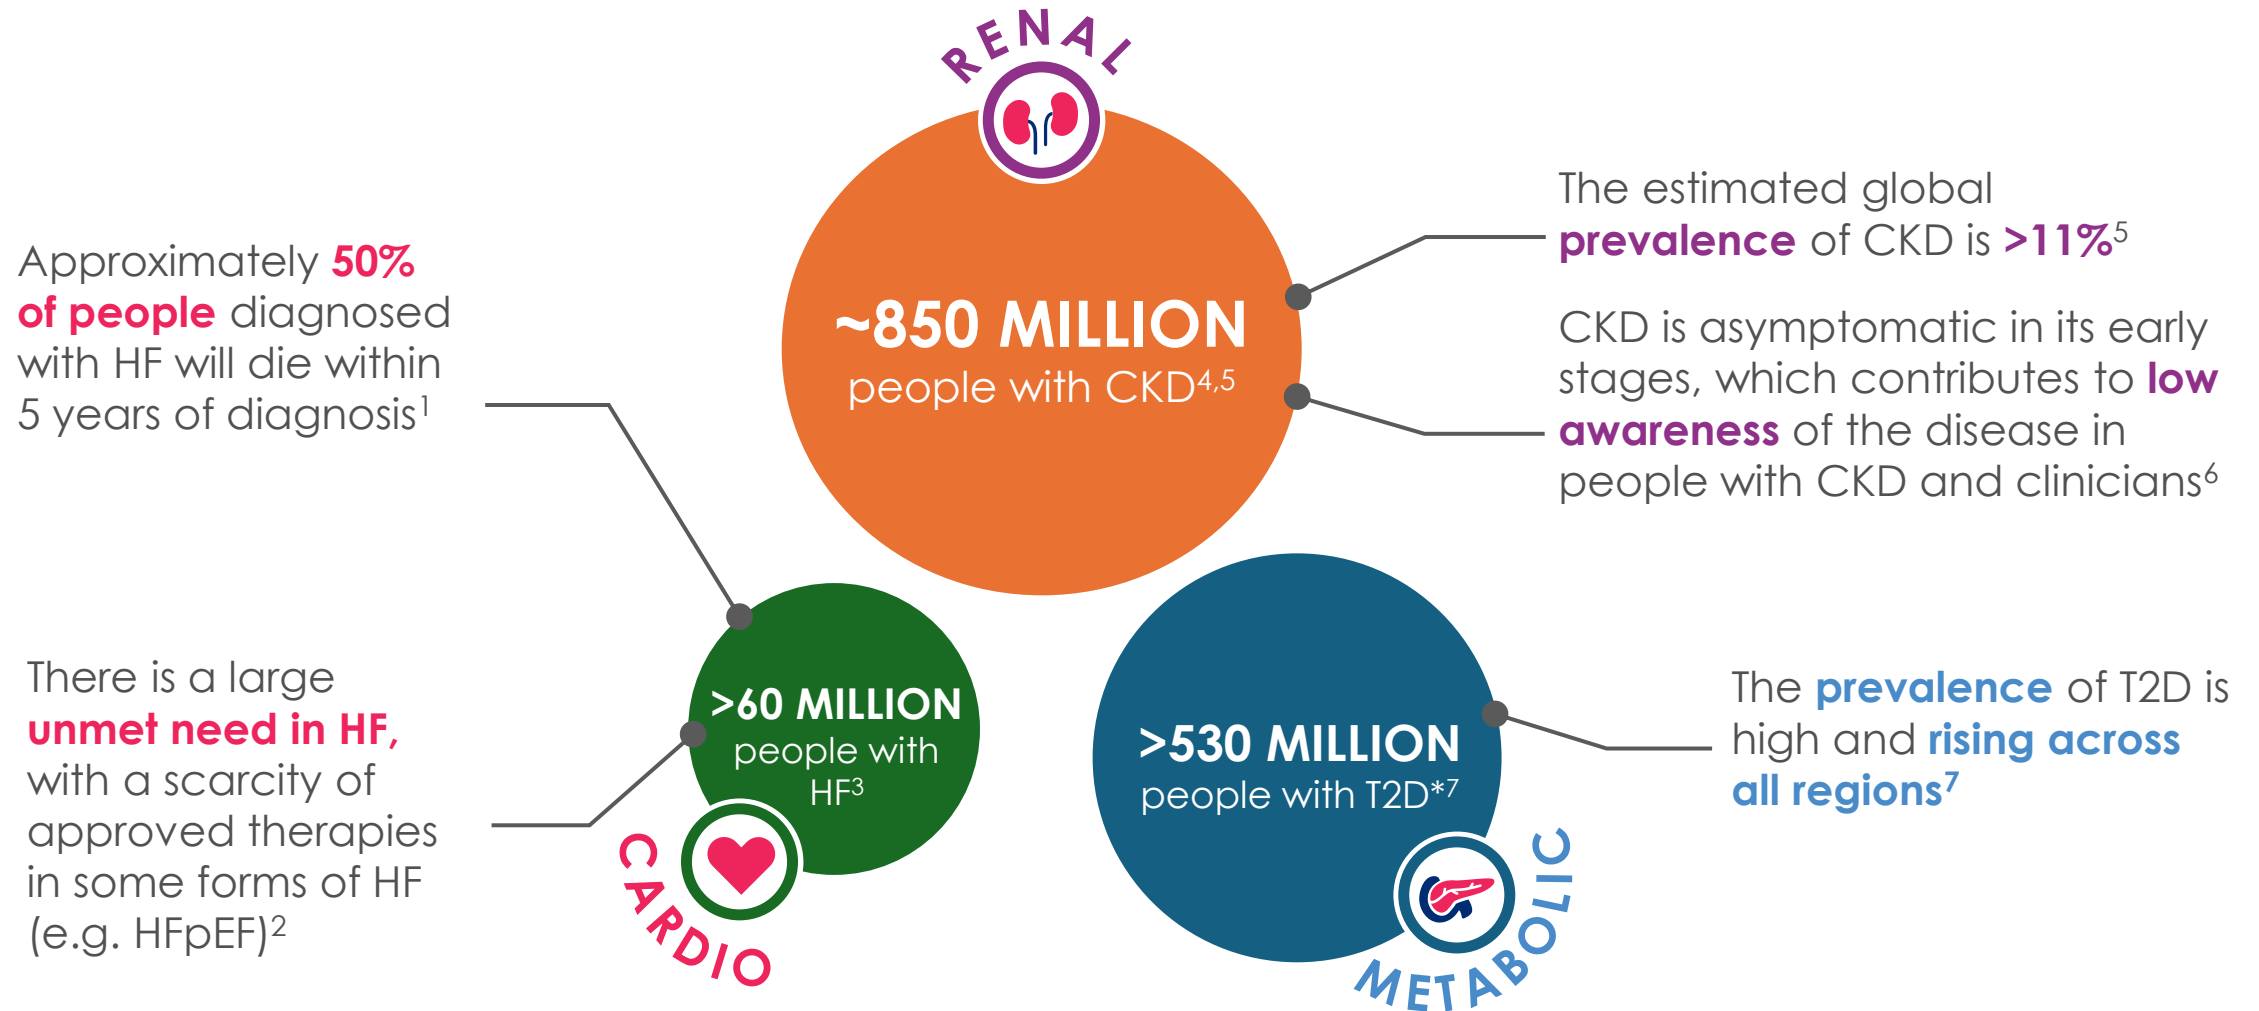 RENAL
~850 MILLION
people with CKD4,5
The estimated global
prevalence of CKD is >11%5
CKD is asymptomatic in its early
stages, which contributes to low
awareness of the disease in
people with CKD and clinicians6
Approximately 50%
of people diagnosed
with HF will die within
5 years of diagnosis1
There is a large
unmet need in HF,
with a scarcity of
approved therapies
in some forms of HF
(e.g. HFpEF)2
>60 MILLION
people with
HF3
CARDIO
>530 MILLION
people with T2D*7
METABOLIC
The prevalence of T2D is
high and rising across
all regions7